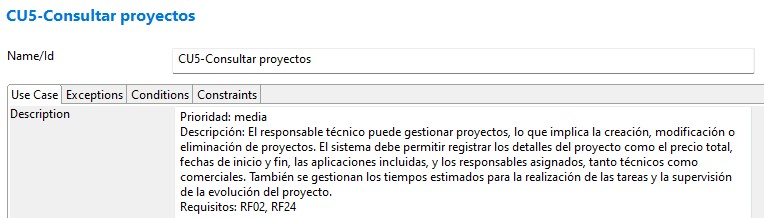 CU5-Consultar proyectos
Name/Id
CU5-Consultar proyectos
Use Case Exceptions Conditions Constraints
Description
Prioridad: media
Descripción: El responsable técnico puede gestionar proyectos, lo que implica la creación, modificación o
eliminación de proyectos. El sistema debe permitir registrar los detalles del proyecto como el precio total,
fechas de inicio y fin, las aplicaciones incluidas, y los responsables asignados, tanto técnicos como
comerciales. También se gestionan los tiempos estimados para la realización de las tareas y la supervisión
de la evolución del proyecto.
Requisitos: RF02, RF24